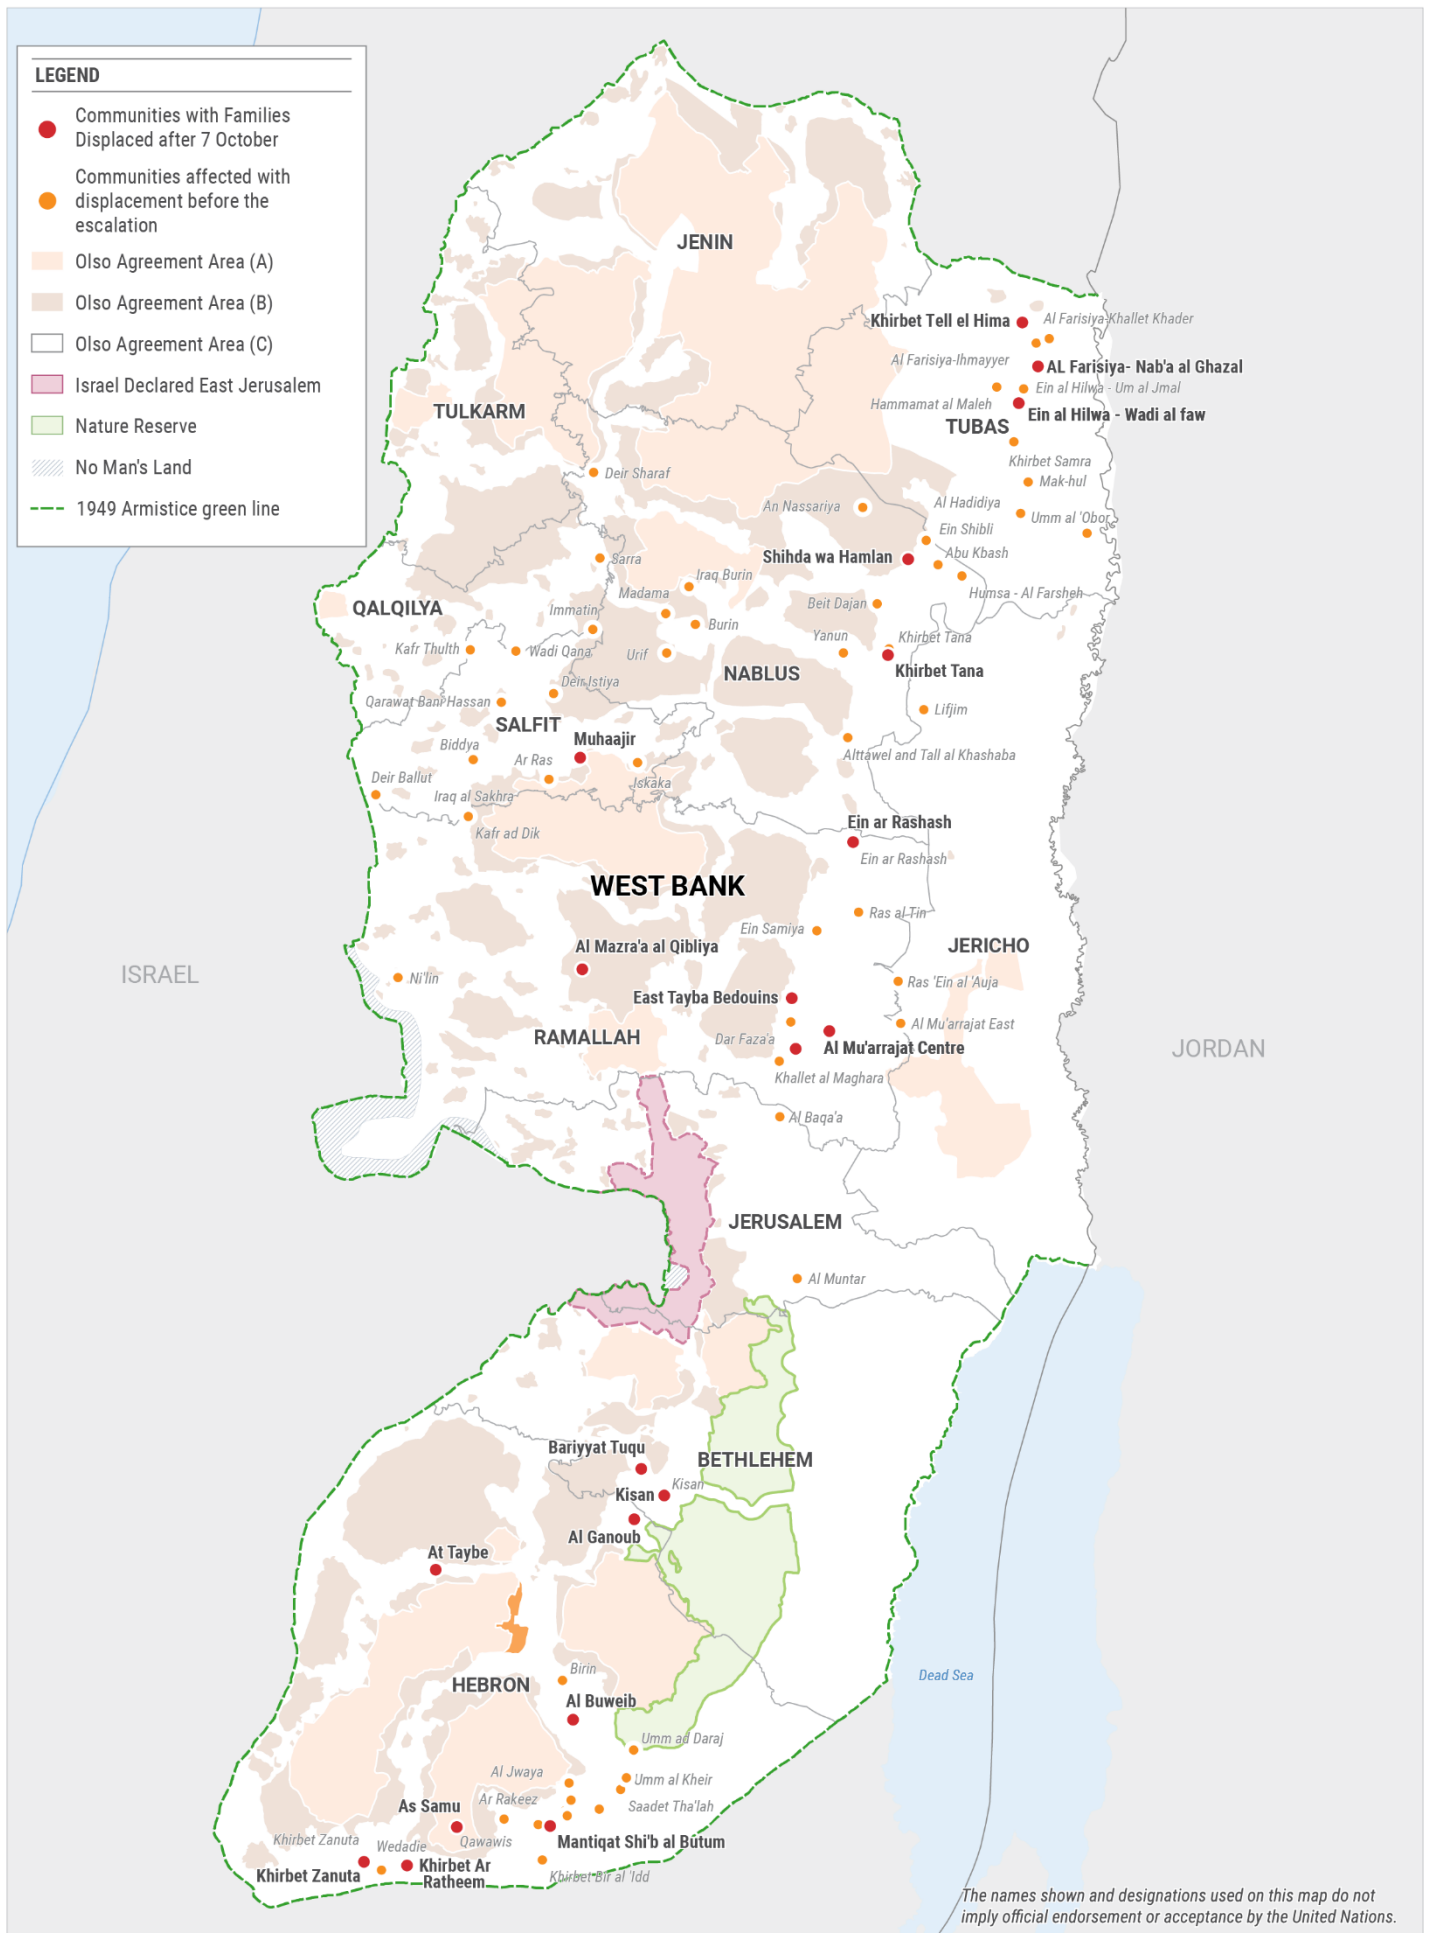 LEGEND
Communities with Families
Displaced after 7 October
Communities affected with
displacement before the
escalation
Olso Agreement Area (A)
Olso Agreement Area (B)
Olso Agreement Area (C)
Israel Declared East Jerusalem
Nature Reserve
No Man's Land
1949 Armistice green line
JENIN
Khirbet Tell el Hima
Al Farisiya-Khallet Khader
Al Farisiya-Ihmayyer
AL Farisiya- Nab'a al Ghazal
Ein al Hilwa - Um al Jmal
Hammamat al Maleh
Ein al Hilwa - Wadi al faw
TULKARM
TUBAS
Khirbet Samra
Deir Sharaf
Mak-hul
An Nassariya
Al Hadidiya
Umm al 'Obor
Ein Shibli
Sarra
Shihda wa Hamlan
Abu Kbash
Iraq Burin
Madama
Humsa - Al Farsheh
QALQILYA
Immatin
Beit Dajan
Burin
Yanun
Khirbet Tana
Kafr Thulth
Wadi Qana
Urif
Khirbet Tana
NABLUS
Deir Istiya
Qarawat Bani Hassan
Lifjim
SALFIT
Muhaajir
Biddya
Ar Ras
Alttawel and Tall al Khashaba
Deir Ballut
Iskaka
Iraq al Sakhra
Ein ar Rashash
Kafr ad Dik
Ein ar Rashash
WEST BANK
Ras al Tin
Ein Samiya
Al Mazra'a al Qibliya
JERICHO
ISRAEL
Ni'lin
Ras 'Ein al 'Auja
East Tayba Bedouins
Al Mu'arrajat East
RAMALLAH
Dar Faza'a
Al Mu'arrajat Centre
JORDAN
Khallet al Maghara
Al Baqa'a
JERUSALEM
Al Muntar
Bariyyat Tuqu
BETHLEHEM
Kisan
Kisan
Al Ganoub
At Taybe
Birin
Dead Sea
HEBRON
Al Buweib
Umm ad Daraj
Al Jwaya
Umm al Kheir
Ar Rakeez
As Samu
Saadet Tha'lah
Khirbet Zanuta
Wedadie
Qawawis
Mantiqat Shi'b al Butum
Khirbet Zanuta
Khirbet Ar
Ratheem
Khirbet Bir al 'Idd
The names shown and designations used on this map do not
imply official endorsement or acceptance by the United Nations.